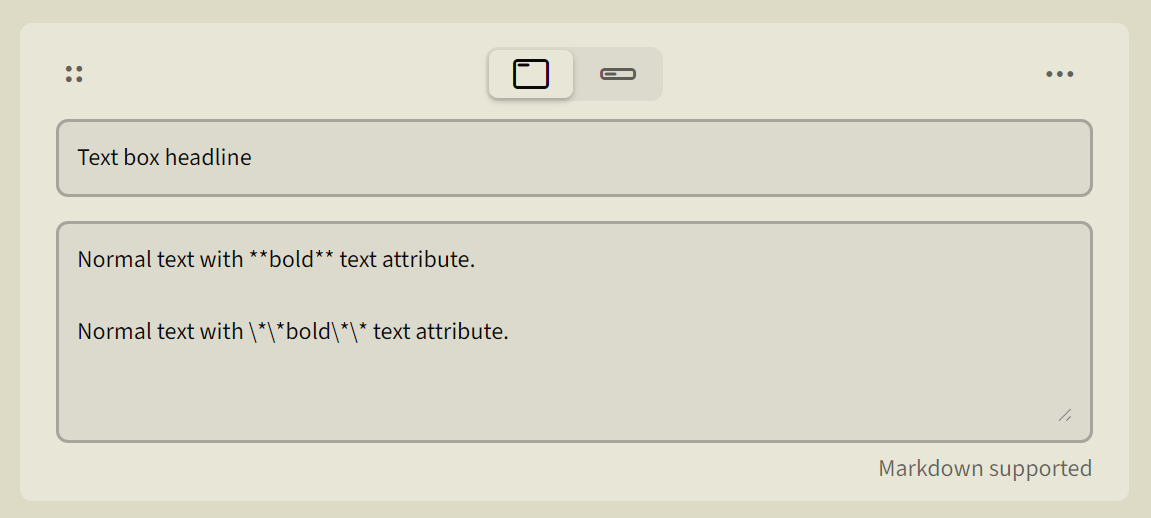 Text box headline
Normal text with **bold** text attribute.
Normal text with \*\*bold\*\* text attribute.
Markdown supported